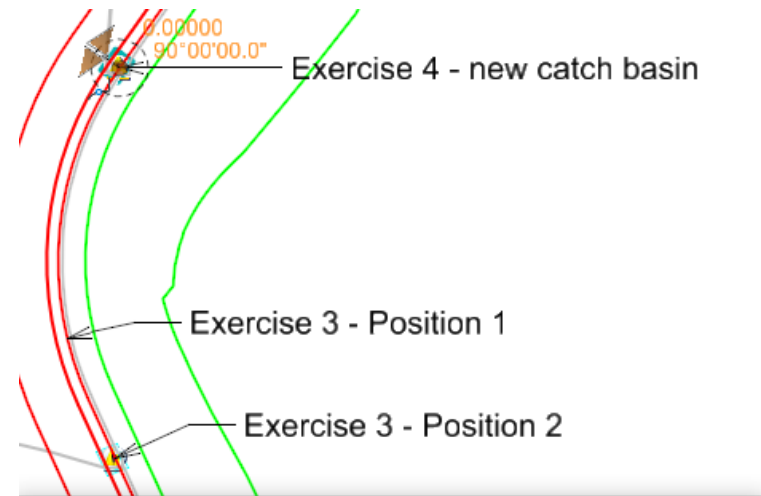 0.00000
90°00'00.0"
Exercise 4 - new catch basin
Exercise 3 - Position 1
Exercise 3 - Position 2